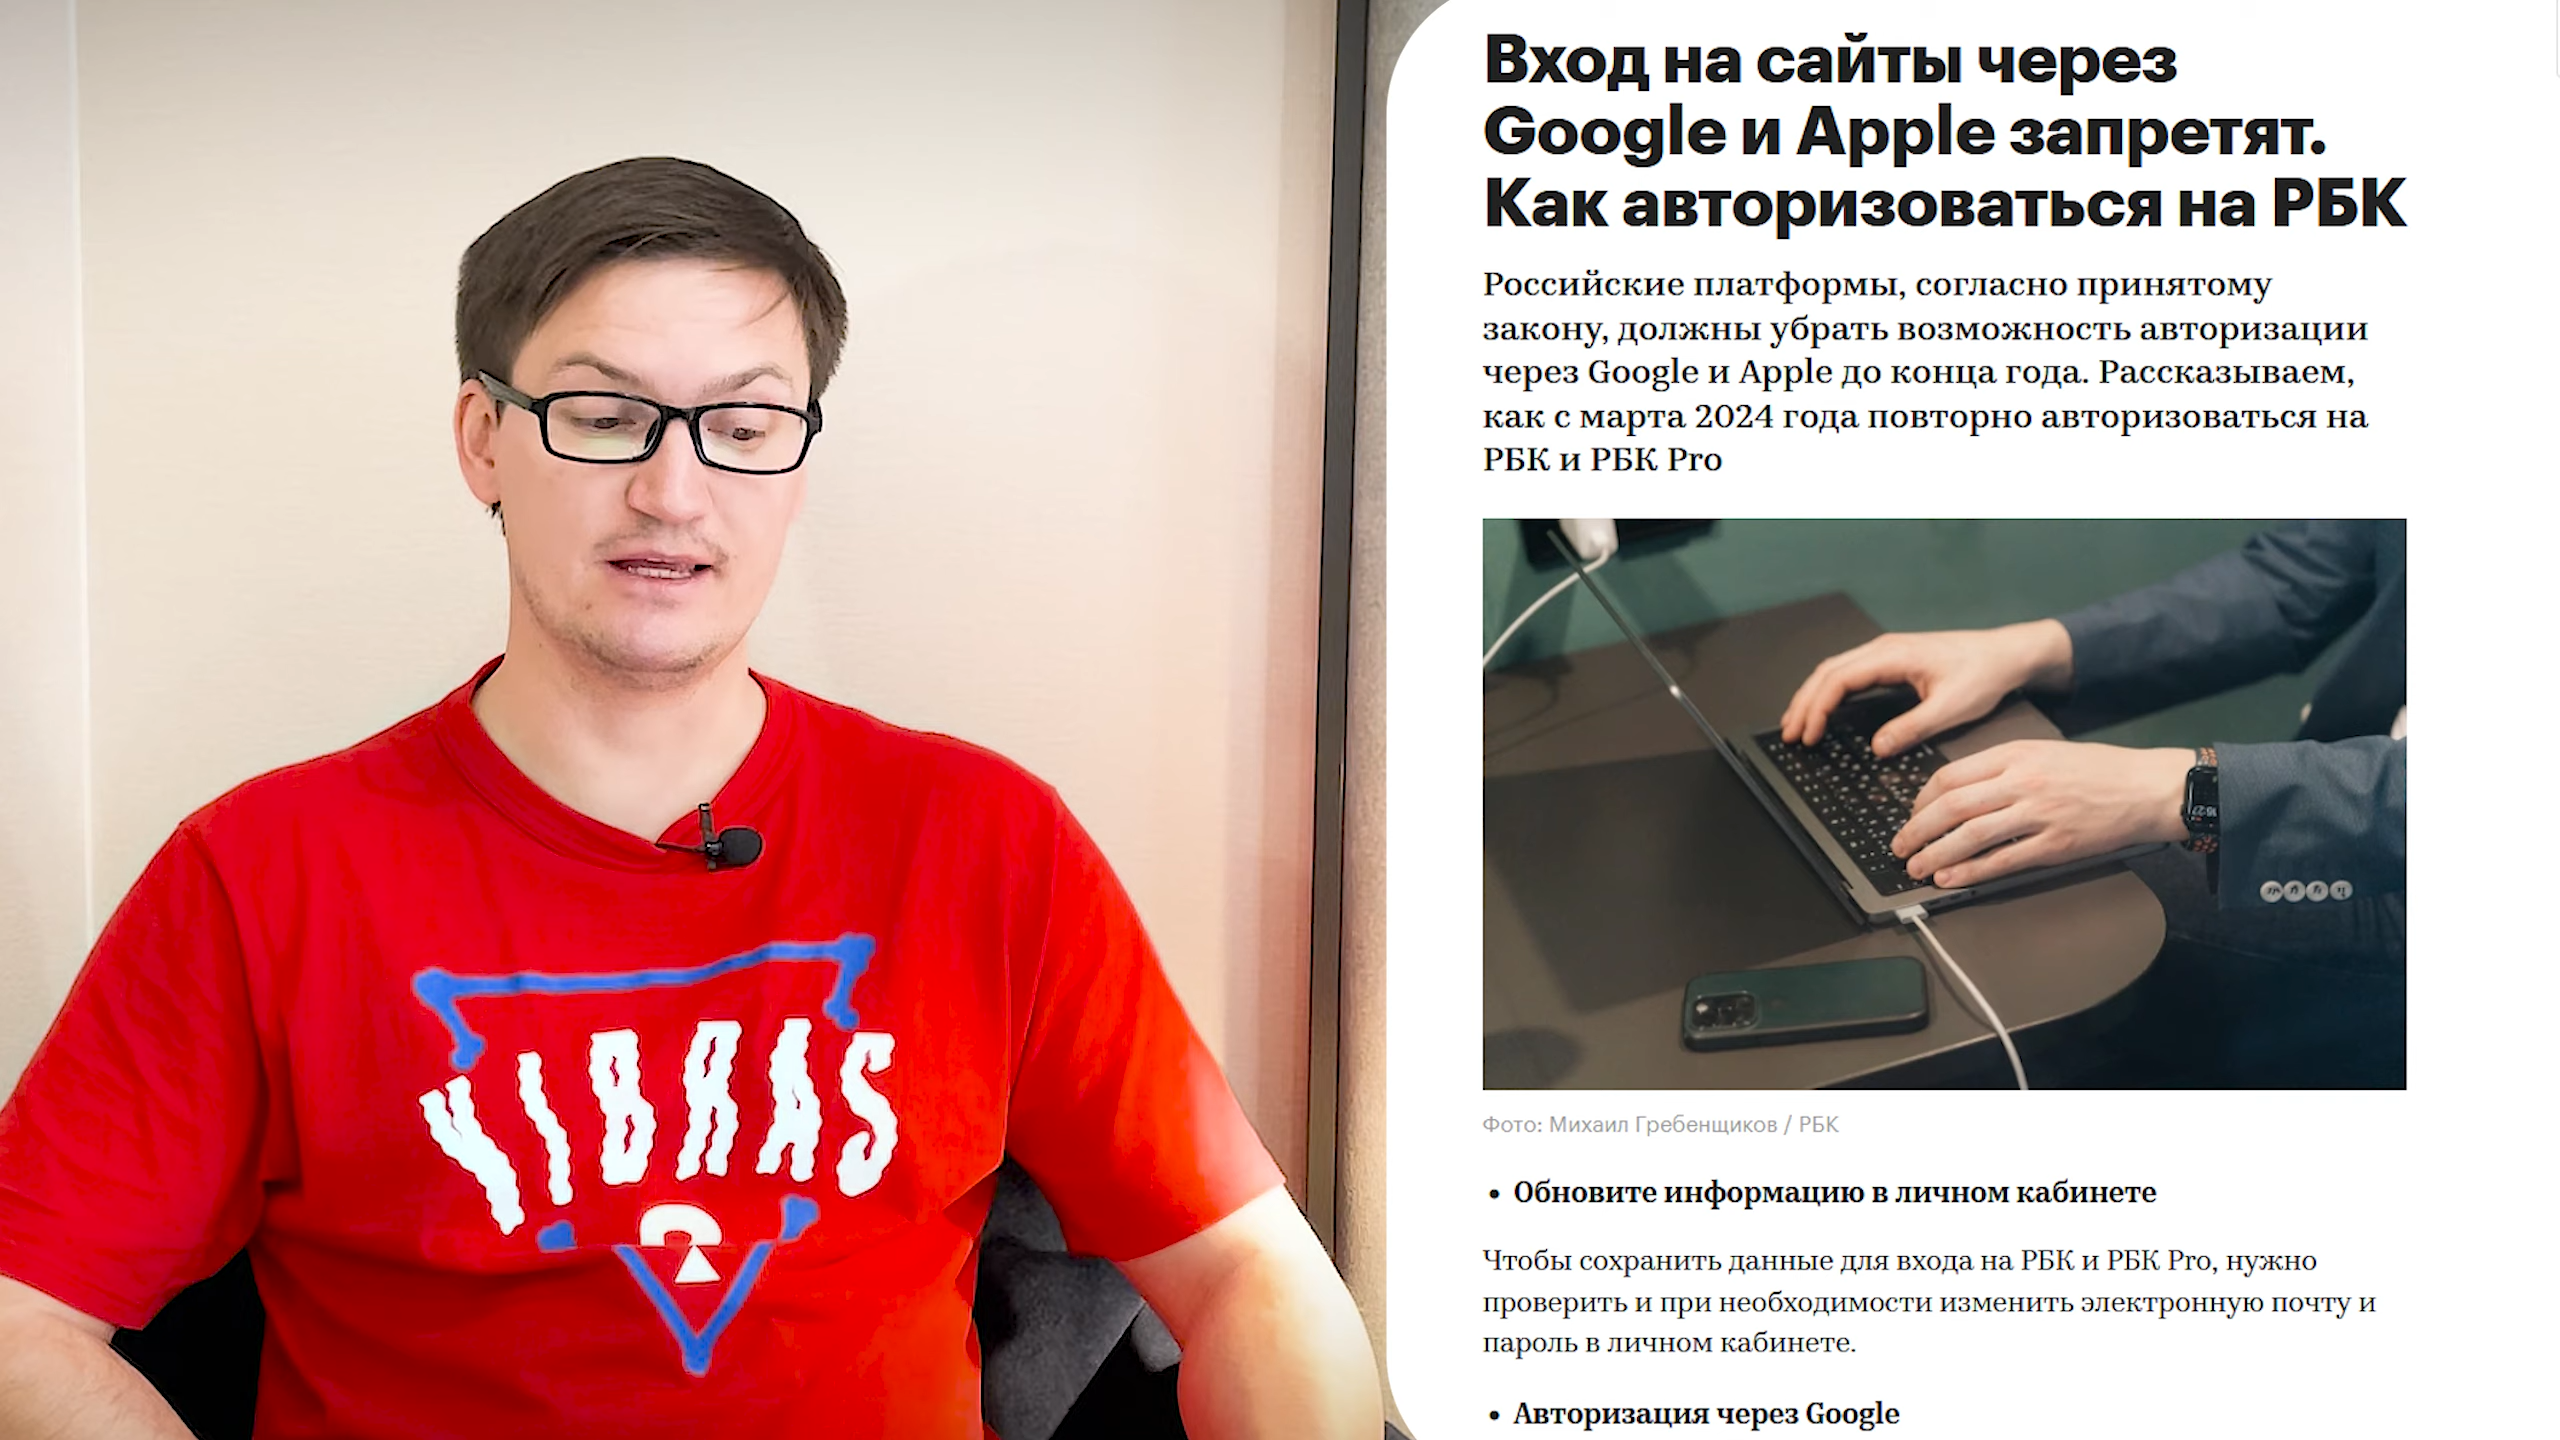 VIBRAS
Вход на сайты через
Google и Apple запретят.
Как авторизоваться на РБК
Российские платформы, согласно принятому
закону, должны убрать возможность авторизации
через Google и Apple до конца года. Рассказываем,
как с марта 2024 года повторно авторизоваться на
РБК и РБК Pro
Фото: Михаил Гребенщиков / РБК
• Обновите информацию в личном кабинете
Чтобы сохранить данные для входа на РБК и РБК Pro, нужно
проверить и при необходимости изменить электронную почту и
пароль в личном кабинете.
• Авторизация через Google